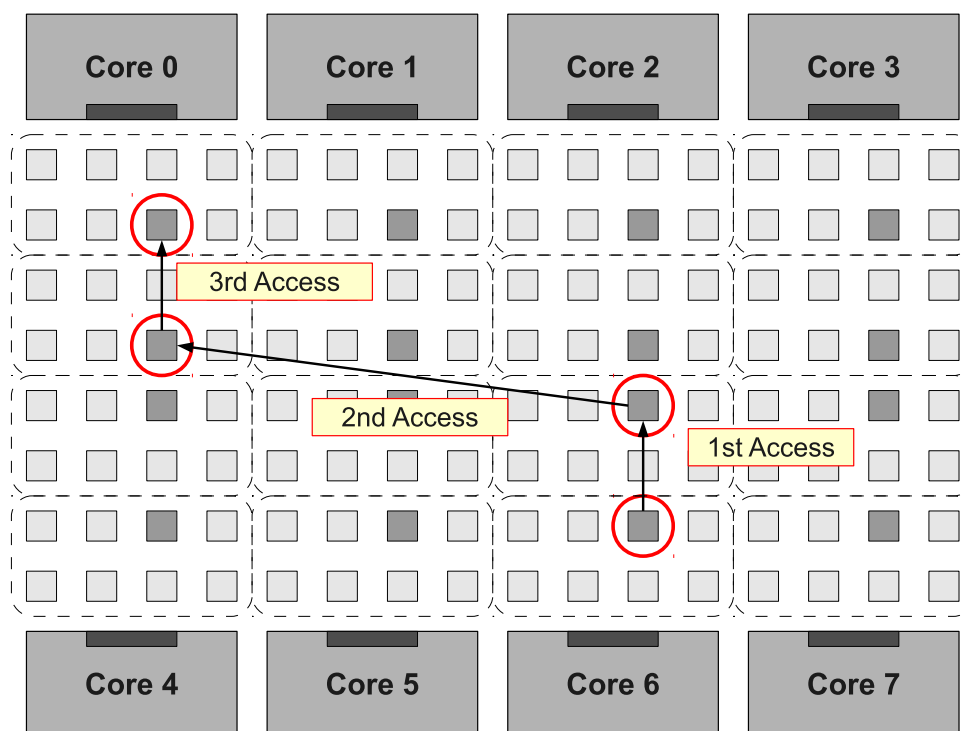 Core 0
Core 1
Core 2
Core 3
3rd Access
2nd Access
1st Access
Core 4
Core 5
Core 6
Core 7